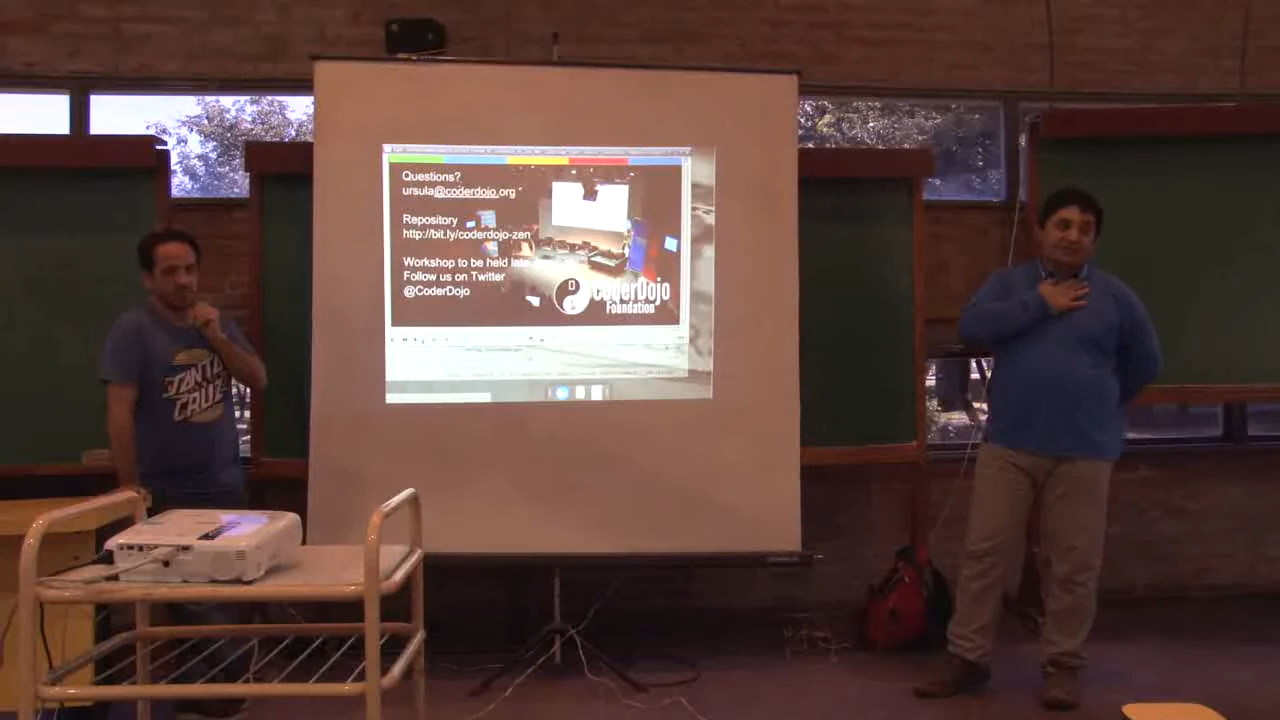 Questions?
ursula@coderdojo.org
Repository
http://bit.ly/coderdojo-zen
Workshop to be held late
Follow us on Twitter
@CoderDojo
CoderDojo
Foundation
SANTA
CRUZ